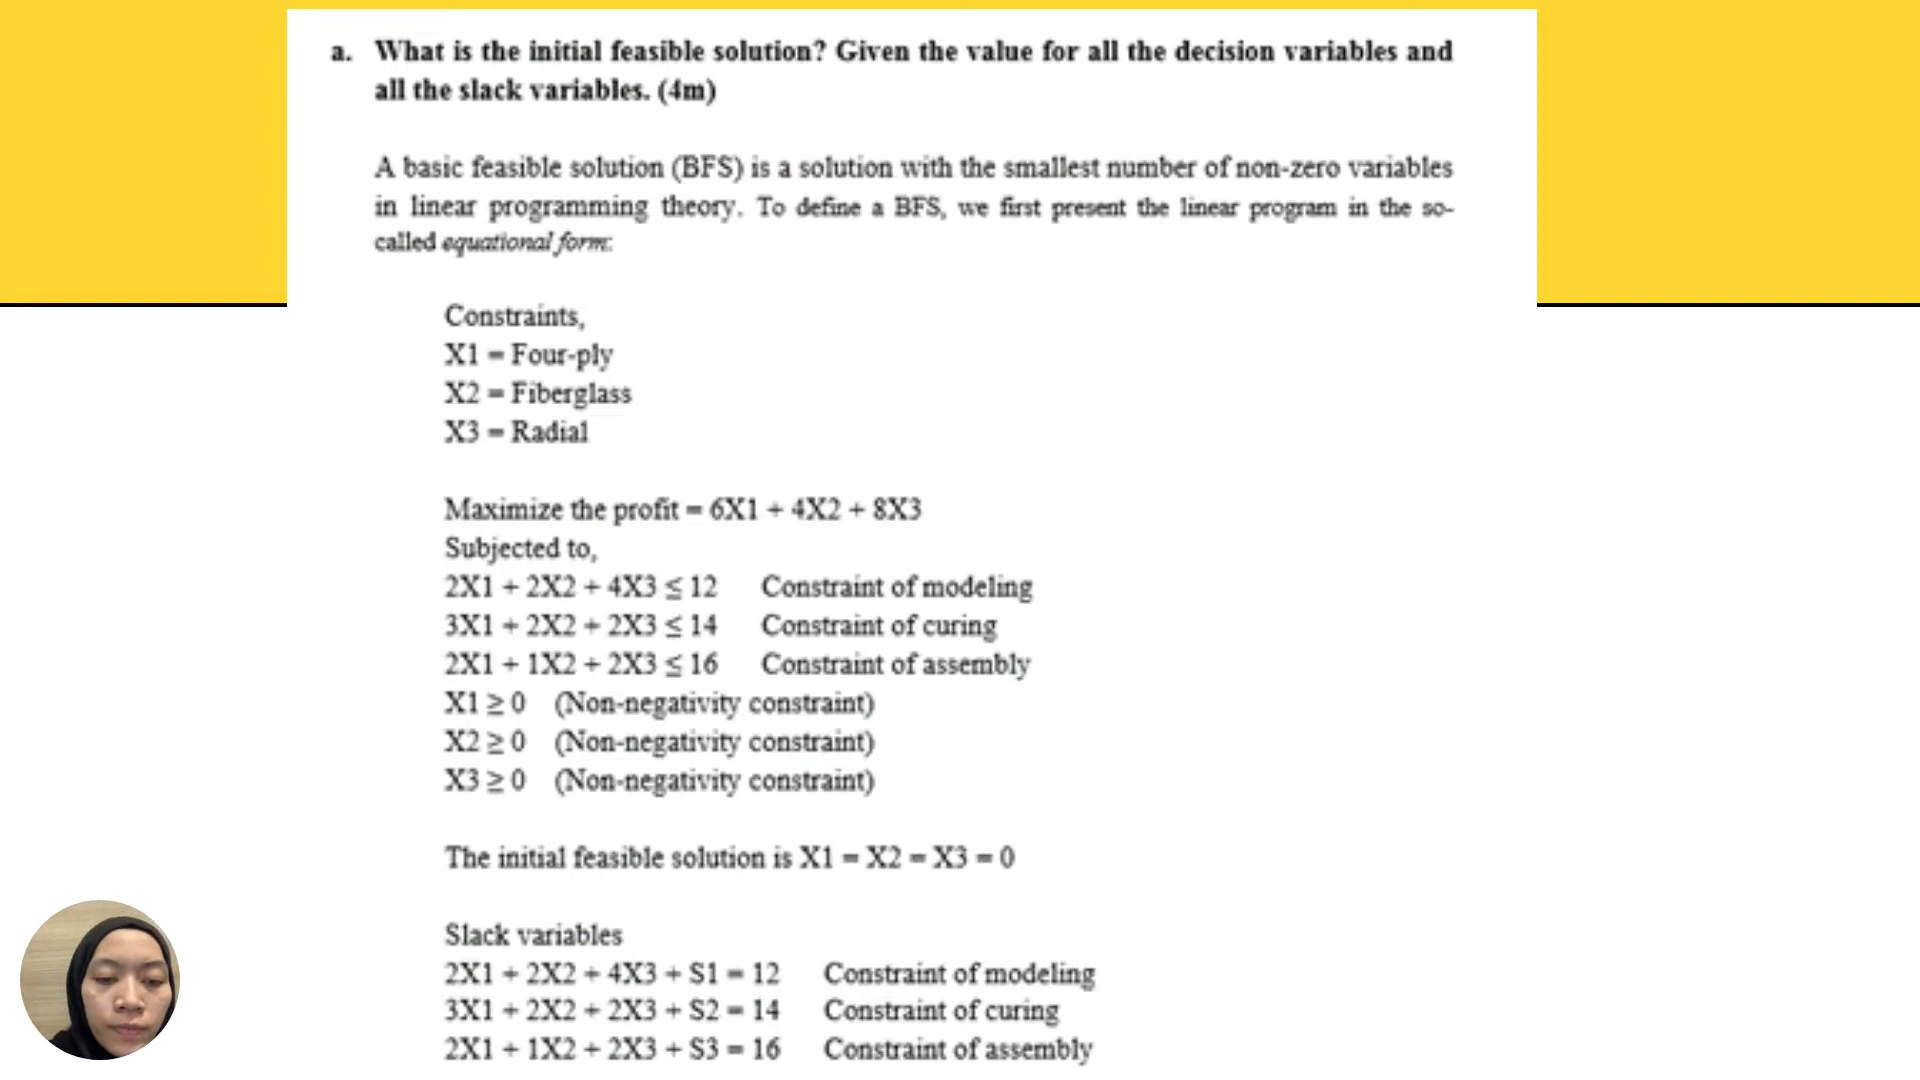 a. What is the initial feasible solution? Given the value for all the decision variables and
all the slack variables. (4m)
A basic feasible solution (BFS) is a solution with the smallest number of non-zero variables
in linear programming theory. To define a BFS, we first present the linear program in the so-
called equational form:
Constraints,
X1 = Four-ply
X2 = Fiberglass
X3 = Radial
Maximize the profit = 6X1 + 4X2 + 8X3
Subjected to,
2X1 + 2X2 + 4X3 ≤ 12 Constraint of modeling
3X1 + 2X2 + 2X3 ≤ 14 Constraint of curing
2X1 + 1X2 + 2X3 ≤ 16 Constraint of assembly
X1 ≥ 0 (Non-negativity constraint)
X2 ≥ 0 (Non-negativity constraint)
X3 ≥ 0 (Non-negativity constraint)
The initial feasible solution is X1 = X2 = X3 = 0
Slack variables
2X1 + 2X2 + 4X3 + S1 = 12 Constraint of modeling
3X1 + 2X2 + 2X3 + S2 = 14 Constraint of curing
2X1 + 1X2 + 2X3 + S3 = 16 Constraint of assembly